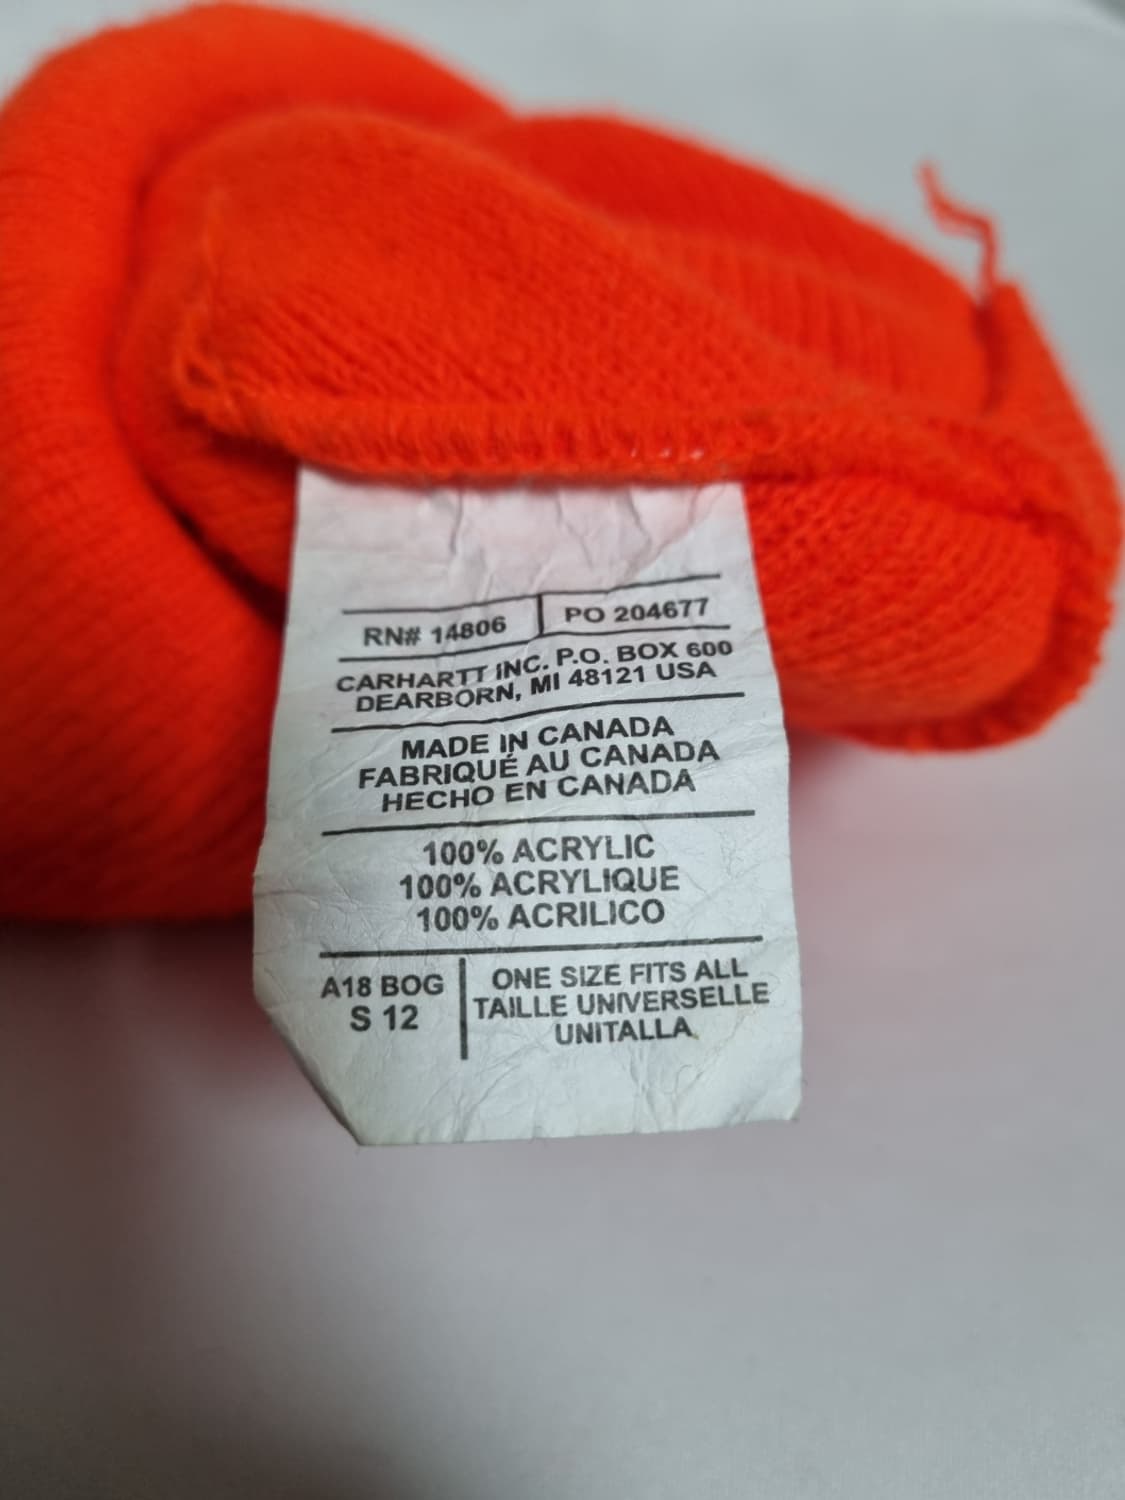 RN# 14806 PO 204677
CARHARTT INC. P.O. BOX 600
DEARBORN, MI 48121 USA
MADE IN CANADA
FABRIQUÉ AU CANADA
HECHO EN CANADA
100% ACRYLIC
100% ACRYLIQUE
100% ACRILICO
A18 BOG
S 12
ONE SIZE FITS ALL
TAILLE UNIVERSELLE
UNITALLA